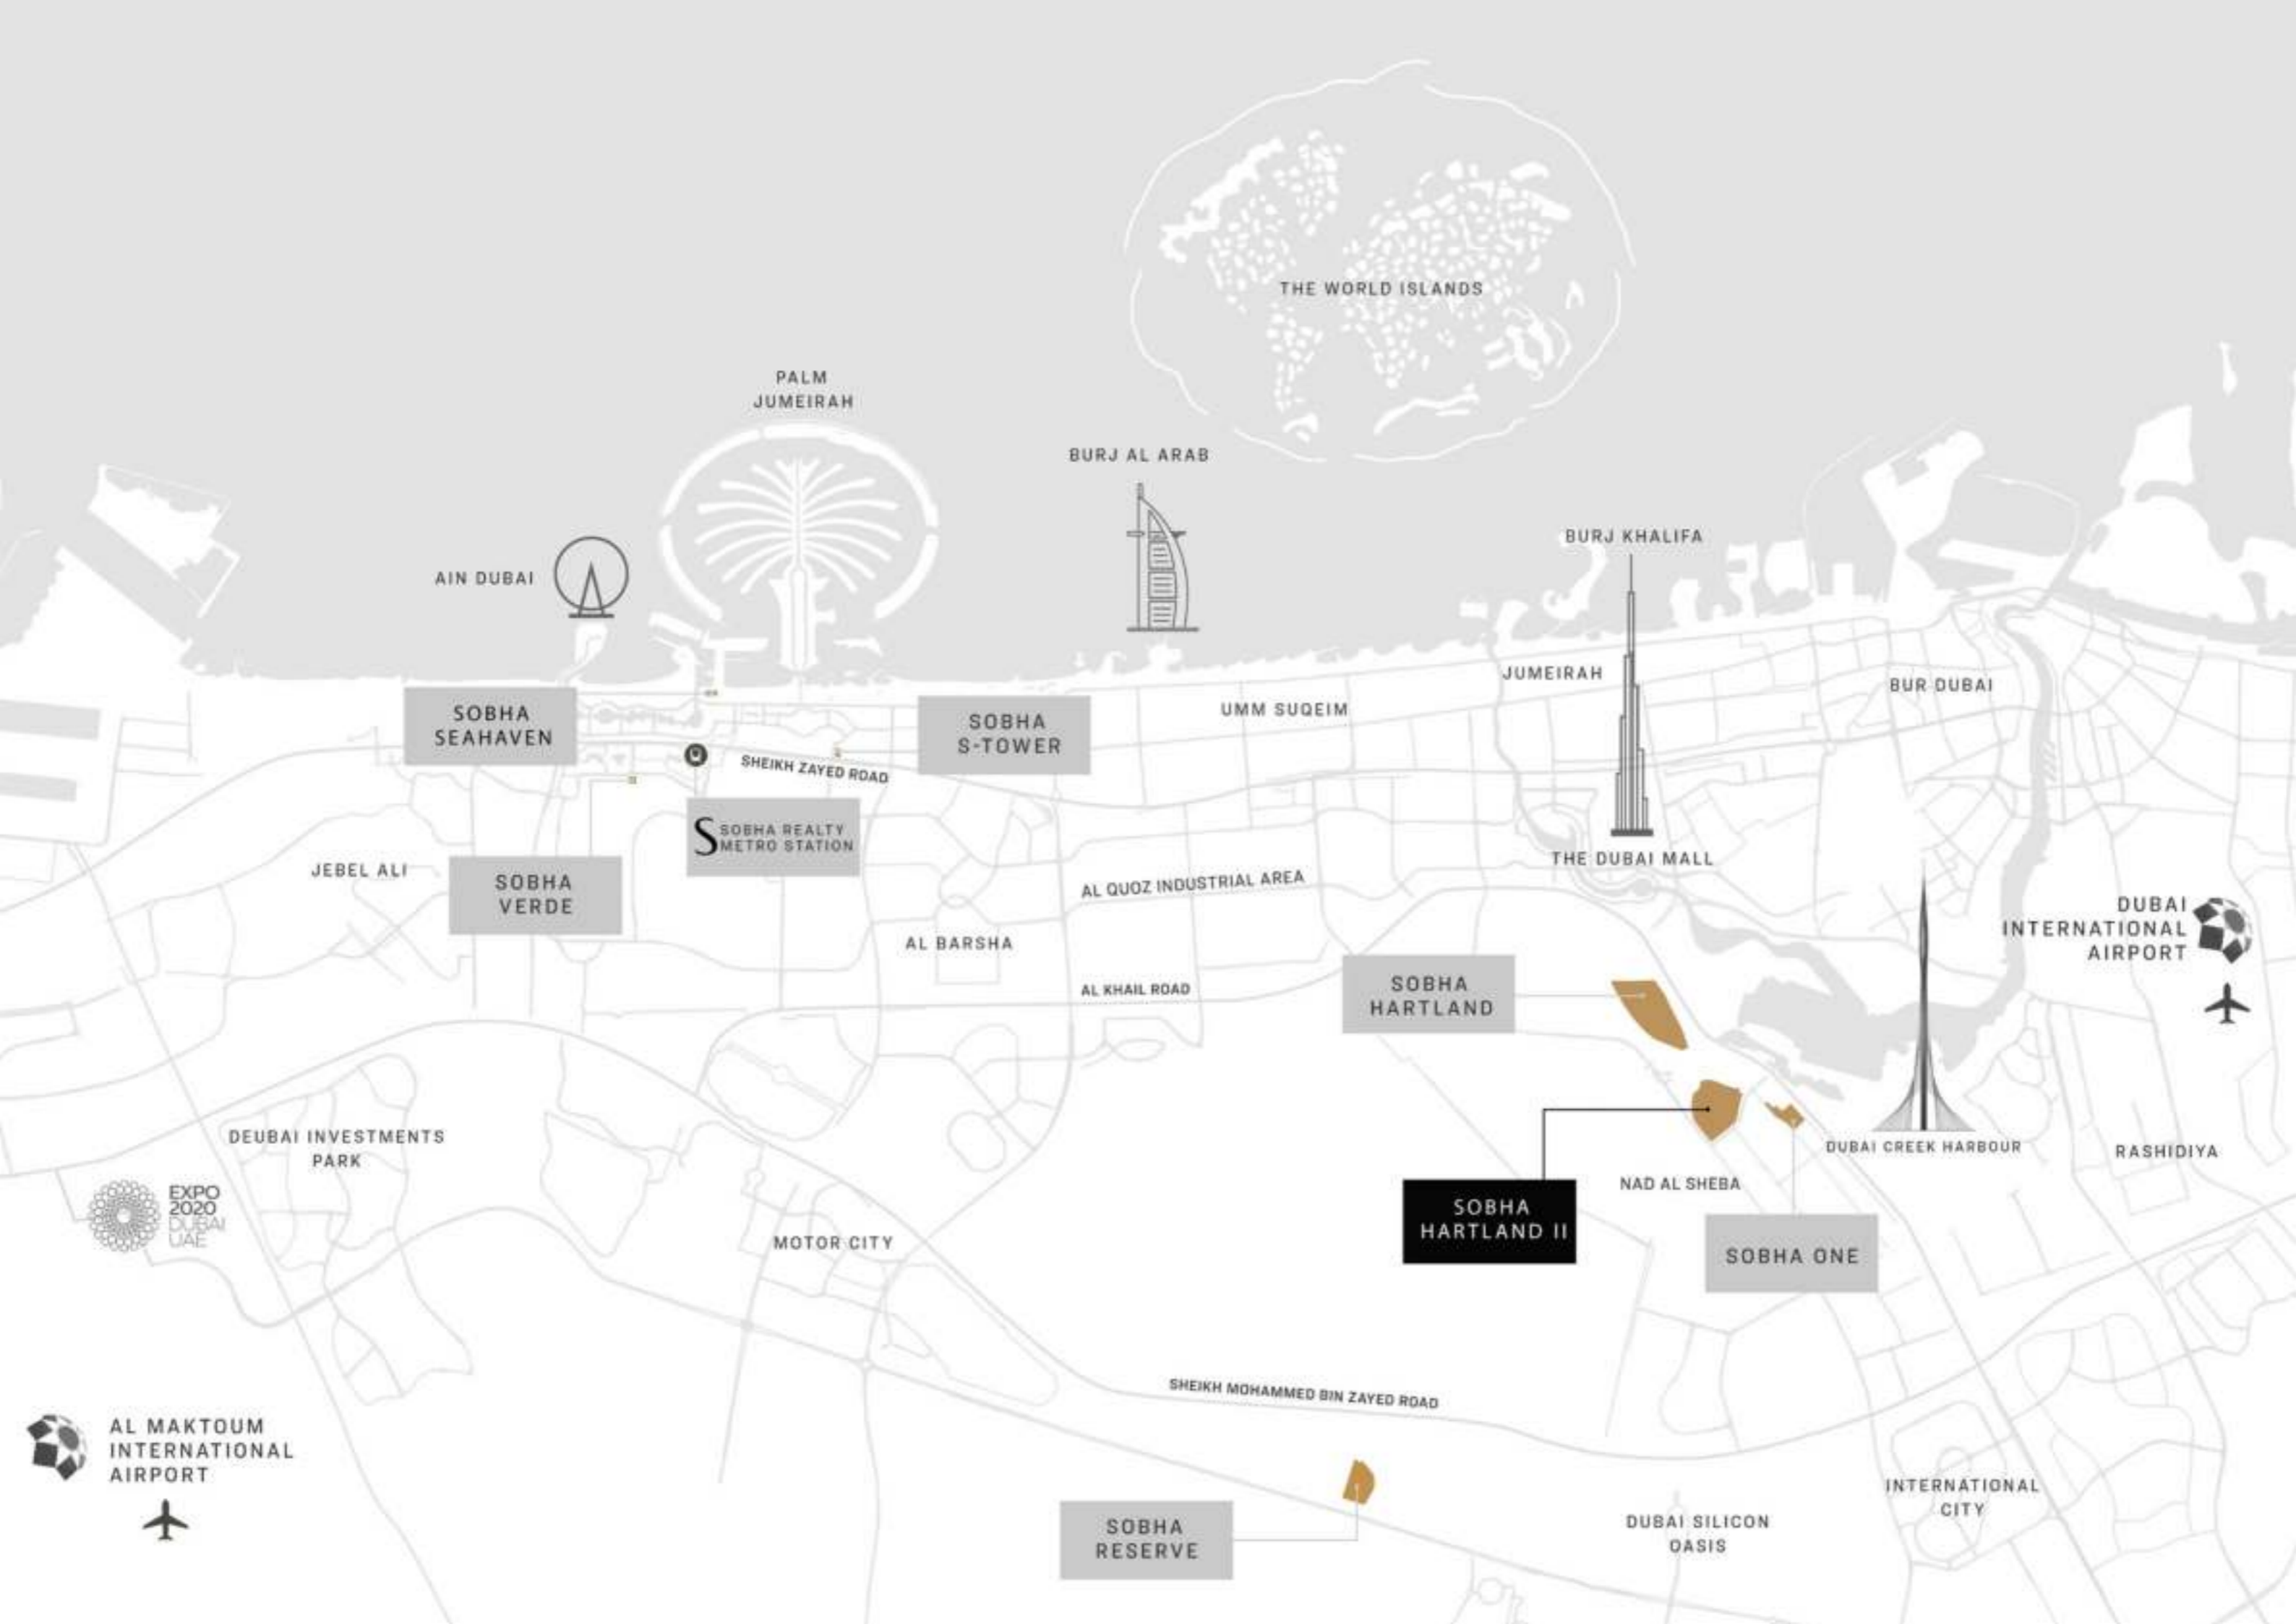 THE WORLD ISLANDS
PALM
JUMEIRAH
BURJ AL ARAB
BURJ KHALIFA
AIN DUBAI
JUMEIRAH
BUR DUBAI
SOBHA
SEAHAVEN
SOBHA
S-TOWER
UMM SUQEIM
SHEIKH ZAYED ROAD
S SOBHA REALTY
METRO STATION
THE DUBAI MALL
JEBEL ALI
SOBHA
VERDE
AL QUOZ INDUSTRIAL AREA
DUBAI
INTERNATIONAL
AIRPORT
AL BARSHA
AL KHAIL ROAD
SOBHA
HARTLAND
DEUBAI INVESTMENTS
PARK
DUBAI CREEK HARBOUR
RASHIDIYA
NAD AL SHEBA
EXPO
2020
DUBAI
UAE
SOBHA
HARTLAND II
MOTOR CITY
SOBHA ONE
SHEIKH MOHAMMED BIN ZAYED ROAD
AL MAKTOUM
INTERNATIONAL
AIRPORT
INTERNATIONAL
CITY
SOBHA
RESERVE
DUBAI SILICON
OASIS